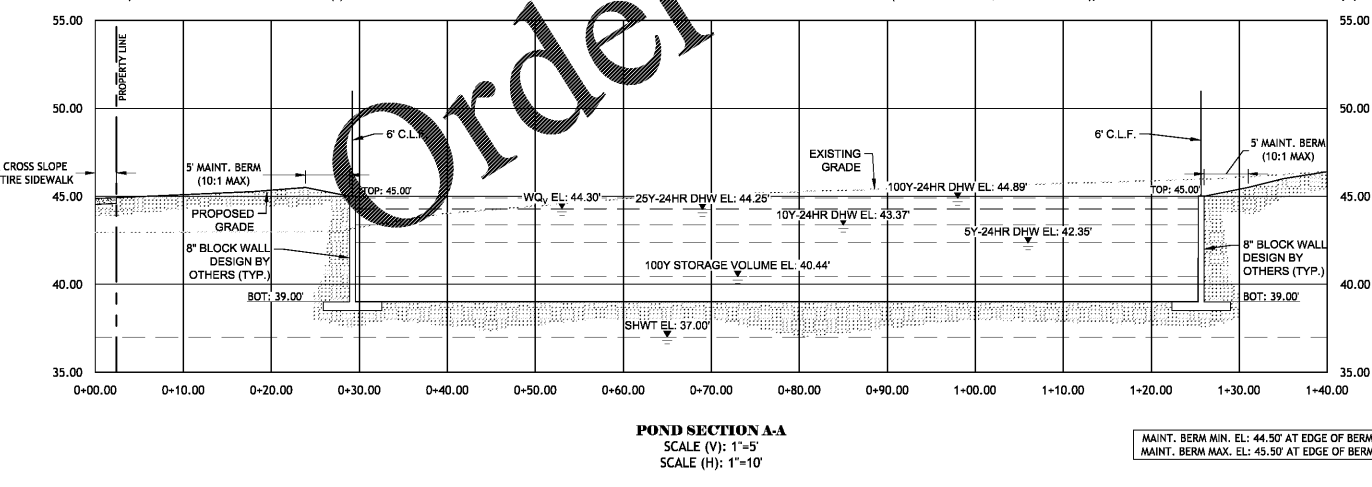 55.00
55.00
PROPERTY LINE
Order
50.00
50.00
6' C.L.F.
6' C.L.F.
CROSS SLOPE
TIRE SIDEWALK
5' MAINT. BERM
(10:1 MAX)
EXISTING
GRADE
5' MAINT. BERM
(10:1 MAX)
TOP: 45.00'
TOP: 45.00'
45.00
45.00
WQV EL: 44.30'
25Y-24HR DHW EL: 44.25'
100Y-24HR DHW EL: 44.89'
PROPOSED
GRADE
10Y-24HR DHW EL: 43.37'
5Y-24HR DHW EL: 42.35'
8" BLOCK WALL
DESIGN BY
OTHERS (TYP.)
8" BLOCK WALL
DESIGN BY
OTHERS (TYP.)
100Y STORAGE VOLUME EL: 40.44'
40.00
40.00
BOT: 39.00'
BOT: 39.00'
SHWT EL: 37.00'
35.00
35.00
0+00.00 0+10.00 0+20.00 0+30.00 0+40.00 0+50.00 0+60.00 0+70.00 0+80.00 0+90.00 1+00.00 1+10.00 1+20.00 1+30.00 1+40.00
POND SECTION A-A
SCALE (V): 1"=5'
SCALE (H): 1"=10'
MAINT. BERM MIN. EL: 44.50' AT EDGE OF BERM
MAINT. BERM MAX. EL: 45.50' AT EDGE OF BERM